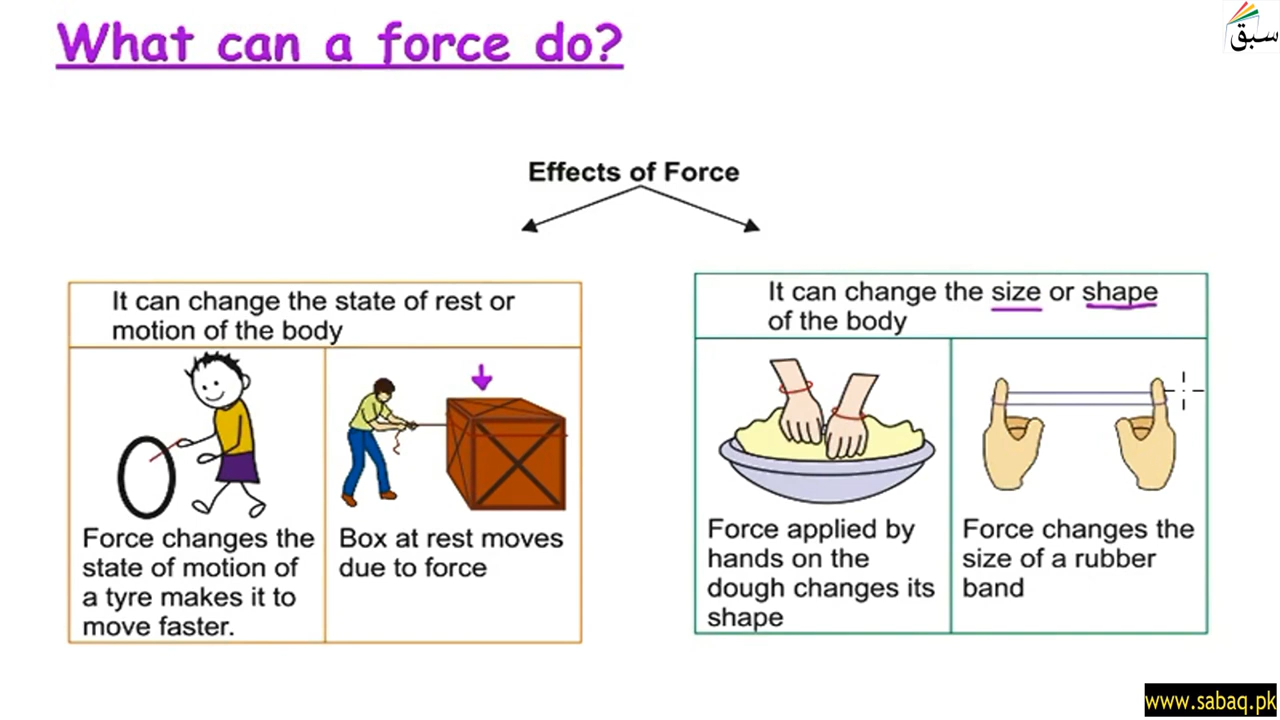 What can a force do?
سبق
Effects of Force
It can change the state of rest or
motion of the body
Force changes the
state of motion of
a tyre makes it to
move faster.
Box at rest moves
due to force
It can change the size or shape
of the body
Force applied by
hands on the
dough changes its
shape
Force changes the
size of a rubber
band
www.sabaq.pk